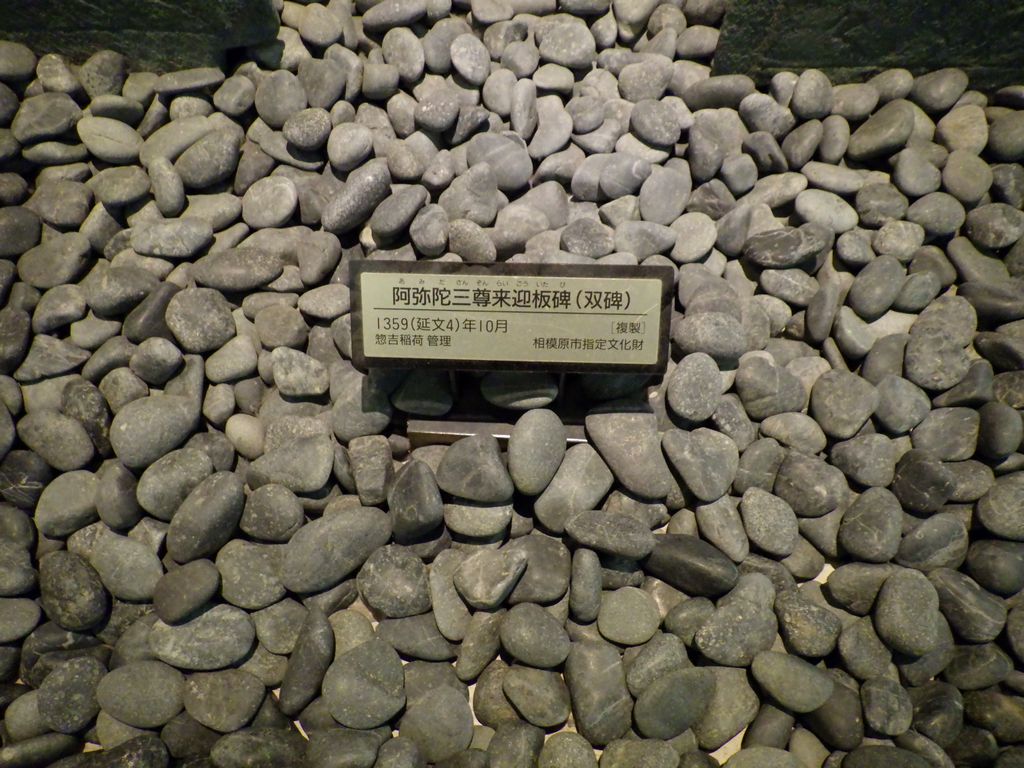 あみださんぞんらいごういたび
阿弥陀三尊来迎板碑(双碑)
1359(延文4)年10月 [複製]
惣吉稲荷 管理 相模原市指定文化財